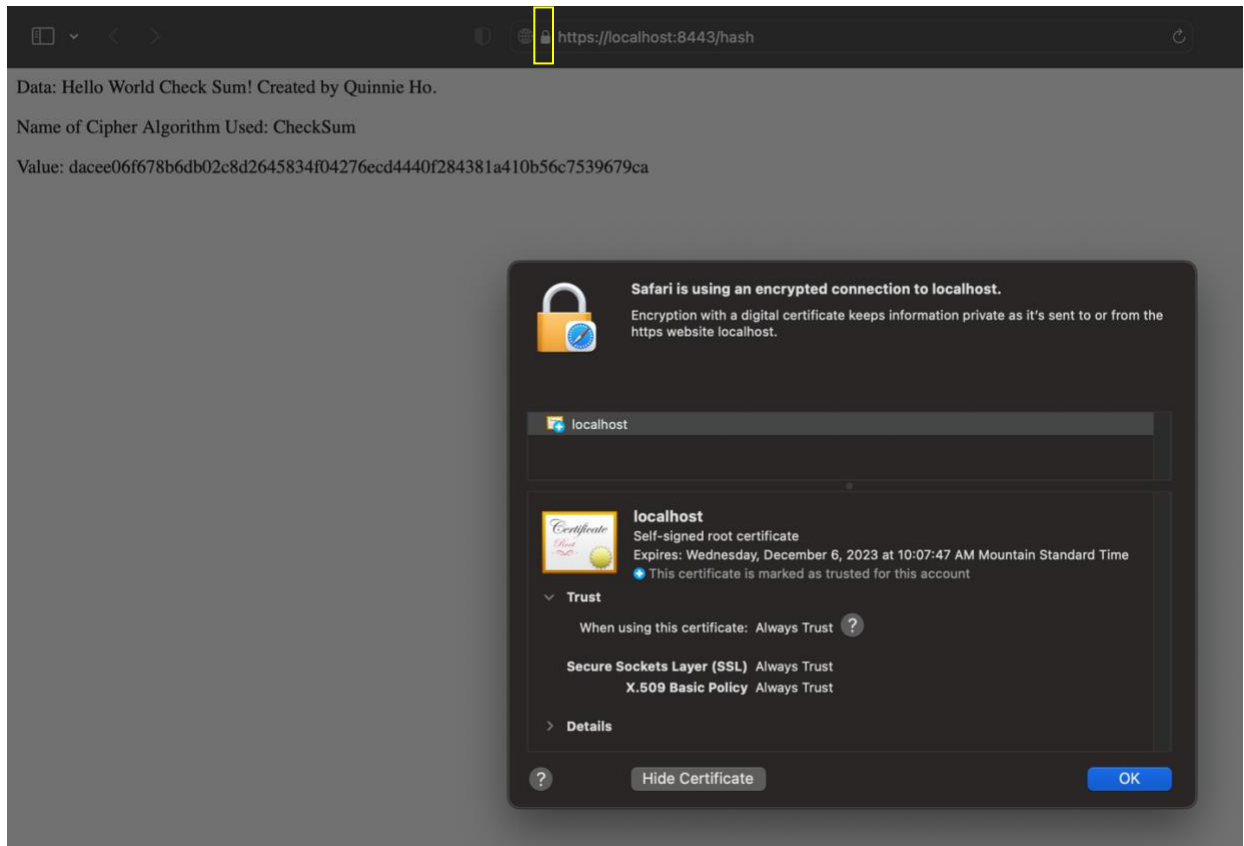 https://localhost:8443/hash
Data: Hello World Check Sum! Created by Quinnie Ho.
Name of Cipher Algorithm Used: CheckSum
Value: dacee06f678b6db02c8d2645834f04276ecd4440f284381a410b56c7539679ca
Safari is using an encrypted connection to localhost.
Encryption with a digital certificate keeps information private as it's sent to or from the
https website localhost.
localhost
Certificate
Root
localhost
Self-signed root certificate
Expires: Wednesday, December 6, 2023 at 10:07:47 AM Mountain Standard Time
This certificate is marked as trusted for this account
Trust
When using this certificate: Always Trust ?
Secure Sockets Layer (SSL) Always Trust
X.509 Basic Policy Always Trust
Details
? Hide Certificate OK